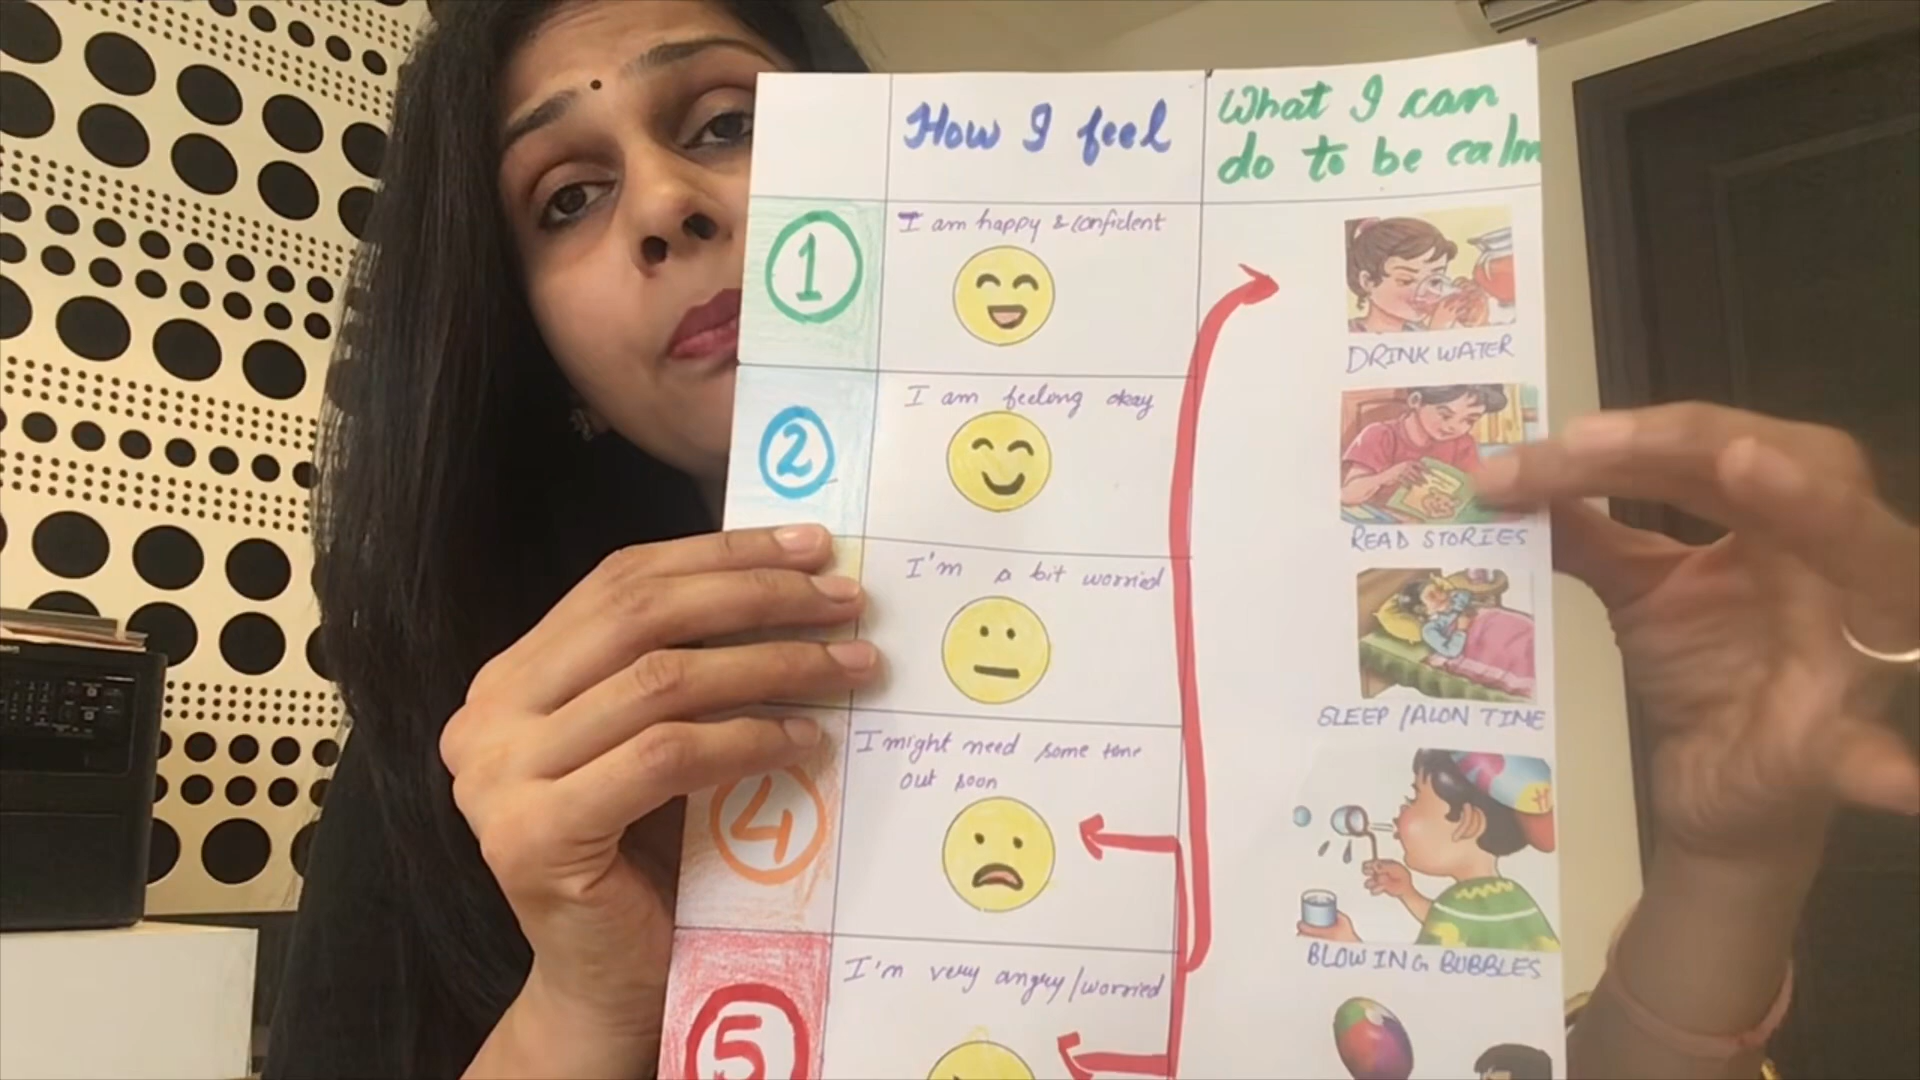 How I feel
What I can
do to be calm
1
I am happy & confident
DRINK WATER
2
I am feeling okay
READ STORIES
I'm a bit worried
SLEEP /ALON TIME
4
I might need some time
out soon
BLOWING BUBBLES
5
I'm very angry/worried